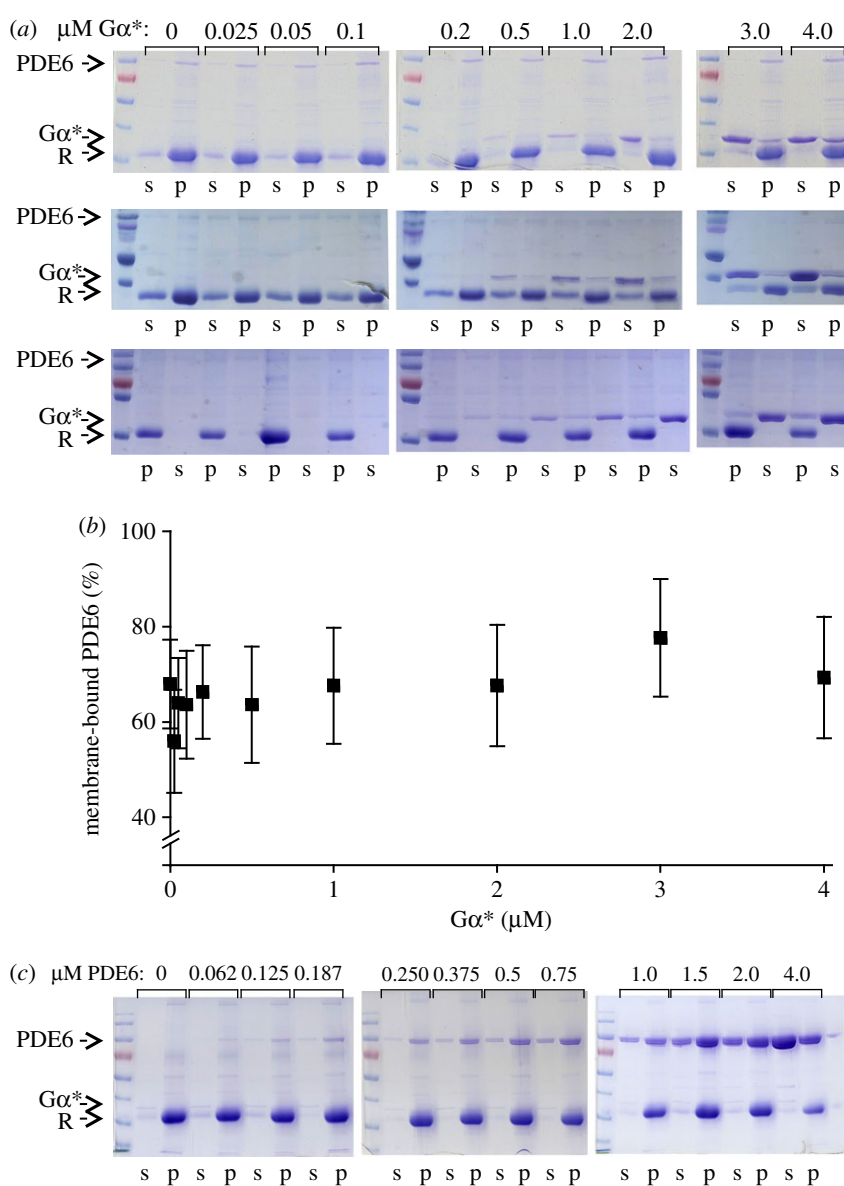 (a) µM Gα*: 0 0.025 0.05 0.1 0.2 0.5 1.0 2.0 3.0 4.0
PDE6
Gα*
R
s p s p s p s p s p s p s p s p s p s p
PDE6
Gα*
R
s p s p s p s p s p s p s p s p s p s p
PDE6
Gα*
R
p s p s p s p s p s p s p s p s p s p s
(b)
membrane-bound PDE6 (%)
100
80
60
40
0 1 2 3 4
Gα* (µM)
(c) µM PDE6: 0 0.062 0.125 0.187 0.250 0.375 0.5 0.75 1.0 1.5 2.0 4.0
PDE6
Gα*
R
s p s p s p s p s p s p s p s p s p s p s p s p